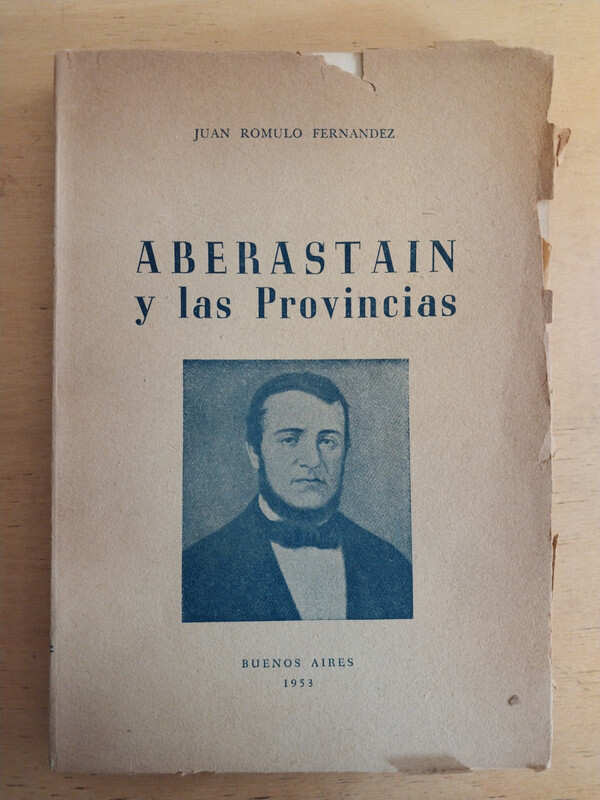 JUAN ROMULO FERNANDEZ
ABERASTAIN
y las Provincias
BUENOS AIRES
1953